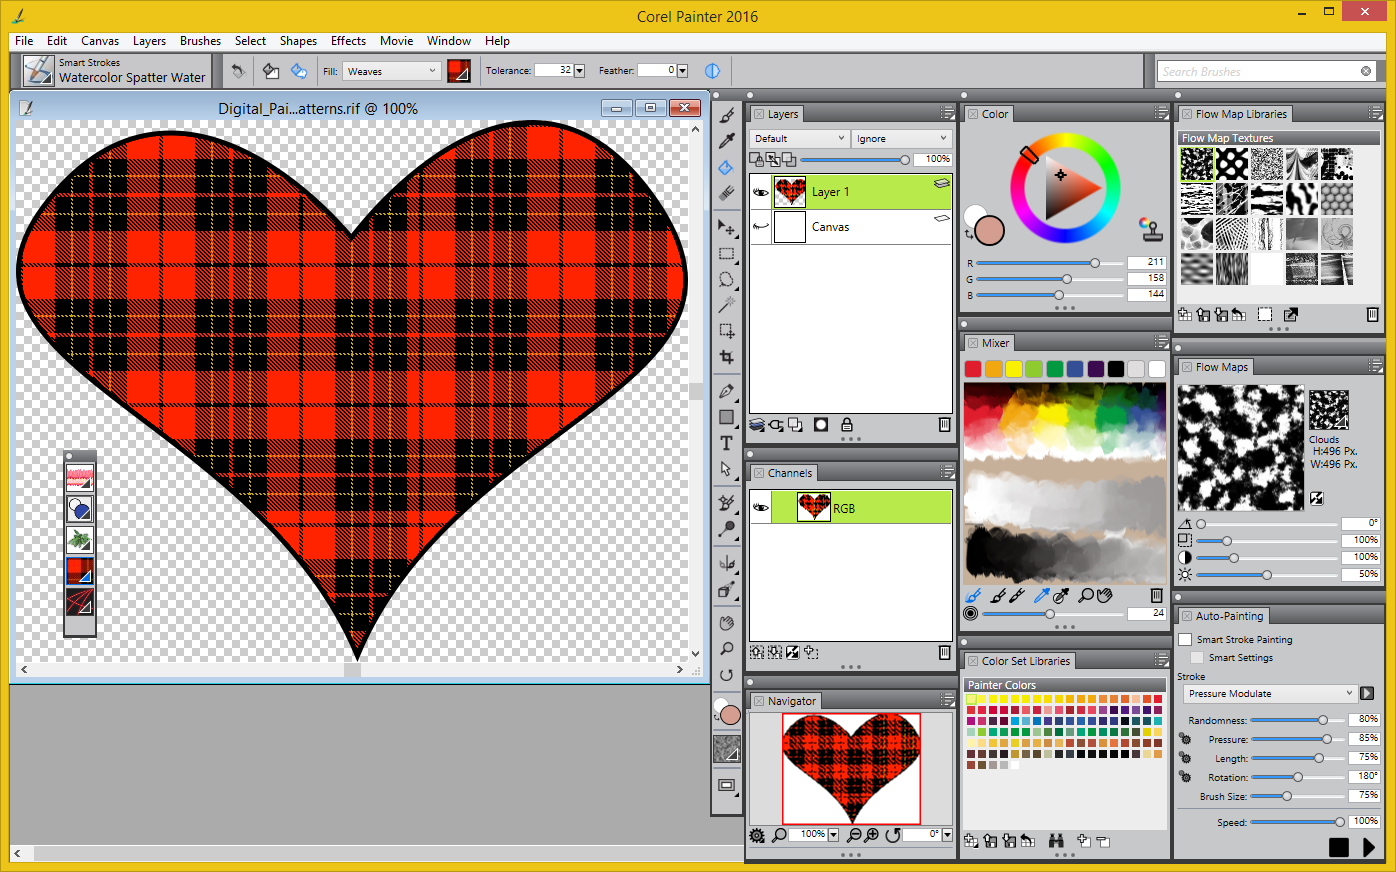 Corel Painter 2016
File Edit Canvas Layers Brushes Select Shapes Effects Movie Window Help
Smart Strokes
Watercolor Spatter Water
Fill: Weaves Tolerance: 32 Feather: 0
Search Brushes
Digital_Pai...atterns.rif @ 100%
Layers
Default Ignore
100%
Layer 1
Canvas
Channels
RGB
Navigator
100% 0°
Color
R 211
G 158
B 144
Mixer
24
Color Set Libraries
Painter Colors
Flow Map Libraries
Flow Map Textures
Flow Maps
Clouds
H:496 Px.
W:496 Px.
0°
100%
100%
50%
Auto-Painting
Smart Stroke Painting
Smart Settings
Stroke
Pressure Modulate
Randomness: 80%
Pressure: 85%
Length: 75%
Rotation: 180°
Brush Size: 75%
Speed: 100%
T